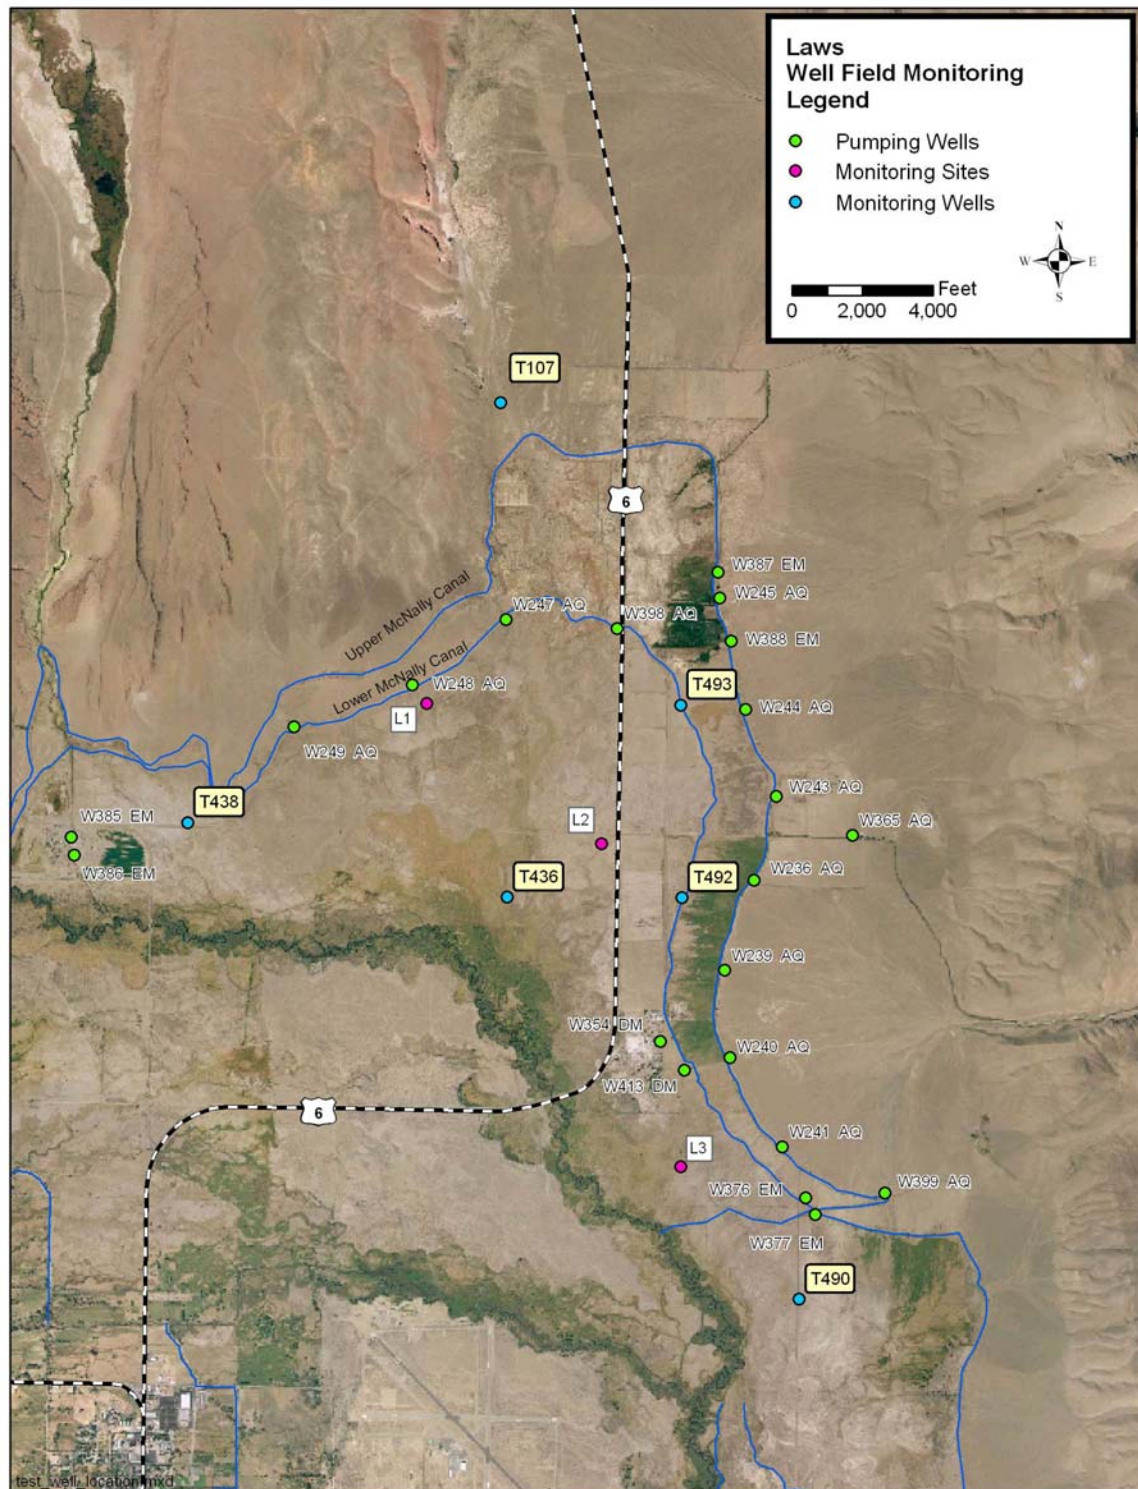 Laws
Well Field Monitoring
Legend
Pumping Wells
Monitoring Sites
Monitoring Wells
N
W E
S
Feet
0 2,000 4,000
T107
6
W387 EM
W245 AQ
Upper McNally Canal
W247 AQ
W398 AQ
W388 EM
Lower McNally Canal
W248 AQ
T493
L1
W244 AQ
W249 AQ
T438
W243 AQ
L2
W385 EM
W365 AQ
W386 EM
T436
T492
W236 AQ
W239 AQ
W354 DM
W240 AQ
W413 DM
6
W241 AQ
L3
W376 EM
W399 AQ
W377 EM
T490
test_well_location.mxd